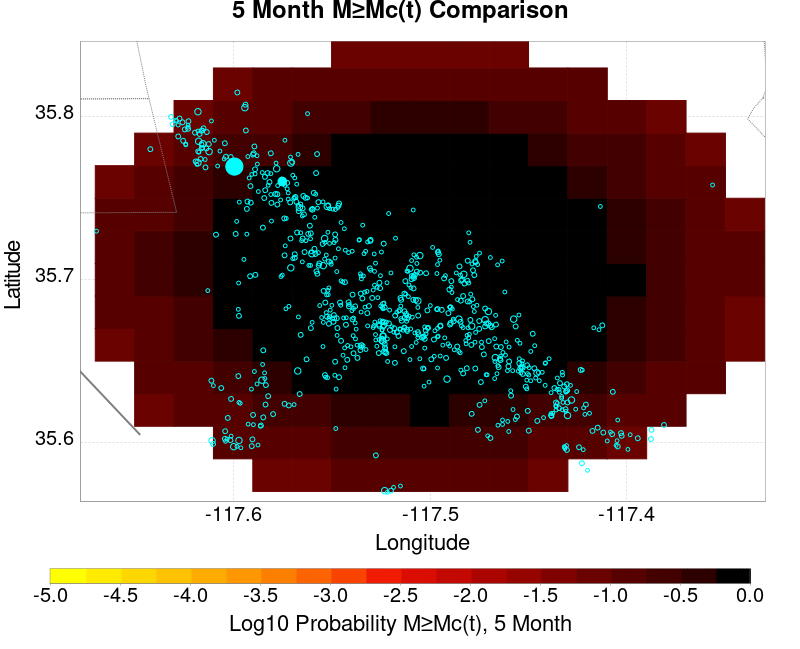 5 Month M≥Mc(t) Comparison
35.8
35.7
35.6
Latitude
-117.6 -117.5 -117.4
Longitude
-5.0 -4.5 -4.0 -3.5 -3.0 -2.5 -2.0 -1.5 -1.0 -0.5 0.0
Log10 Probability M≥Mc(t), 5 Month